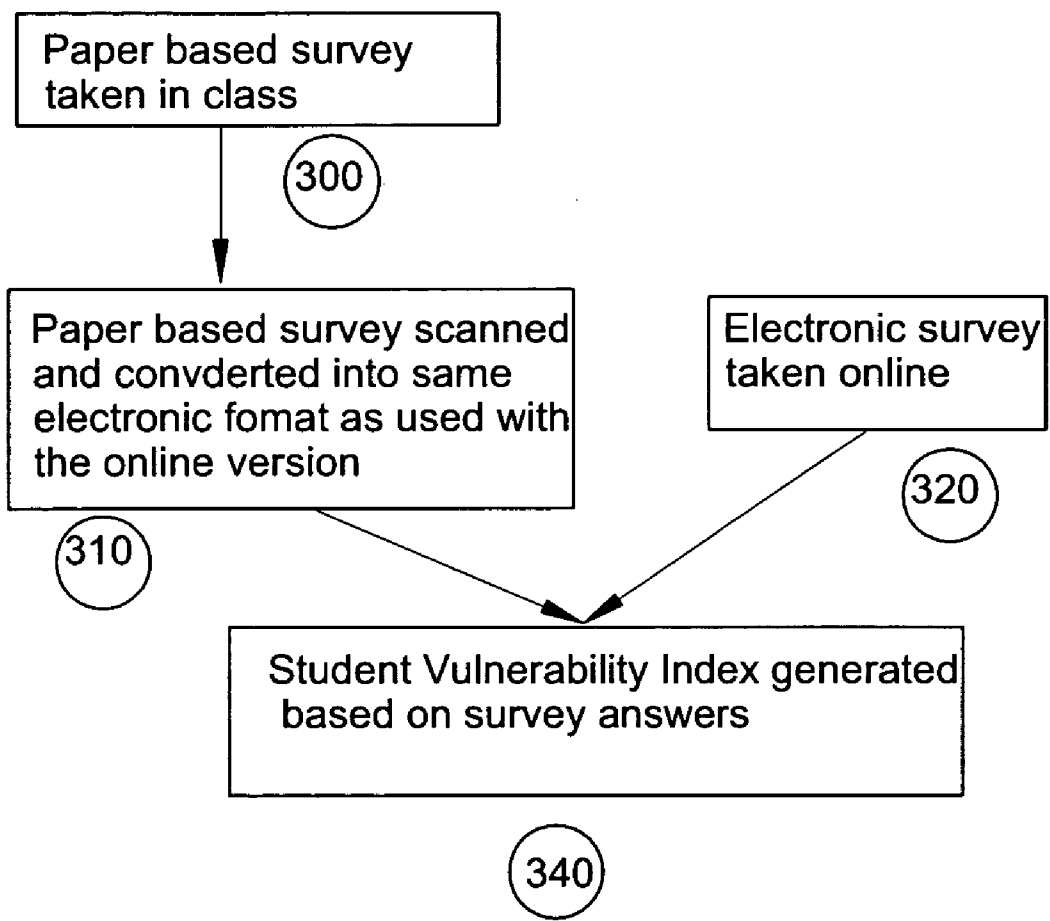 Paper based survey
taken in class
300
Paper based survey scanned
and convderted into same
electronic fomat as used with
the online version
310
Electronic survey
taken online
320
Student Vulnerability Index generated
based on survey answers
340